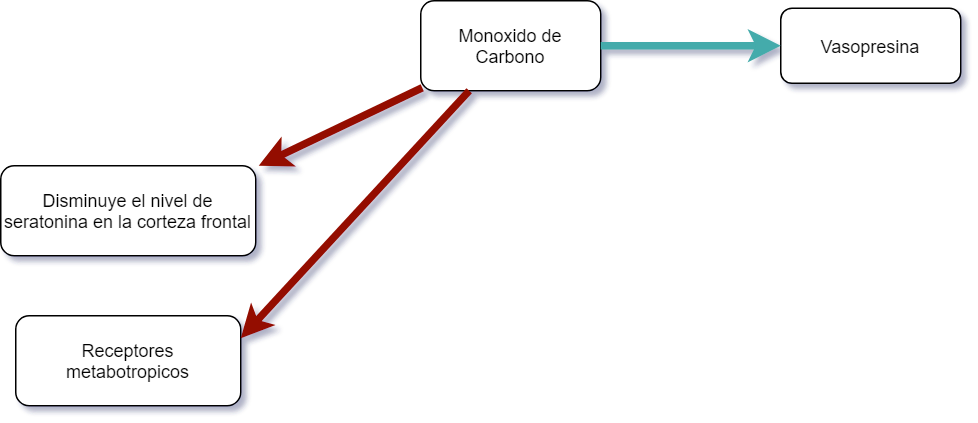 Monoxido de
Carbono
Vasopresina
Disminuye el nivel de
seratonina en la corteza frontal
Receptores
metabotropicos